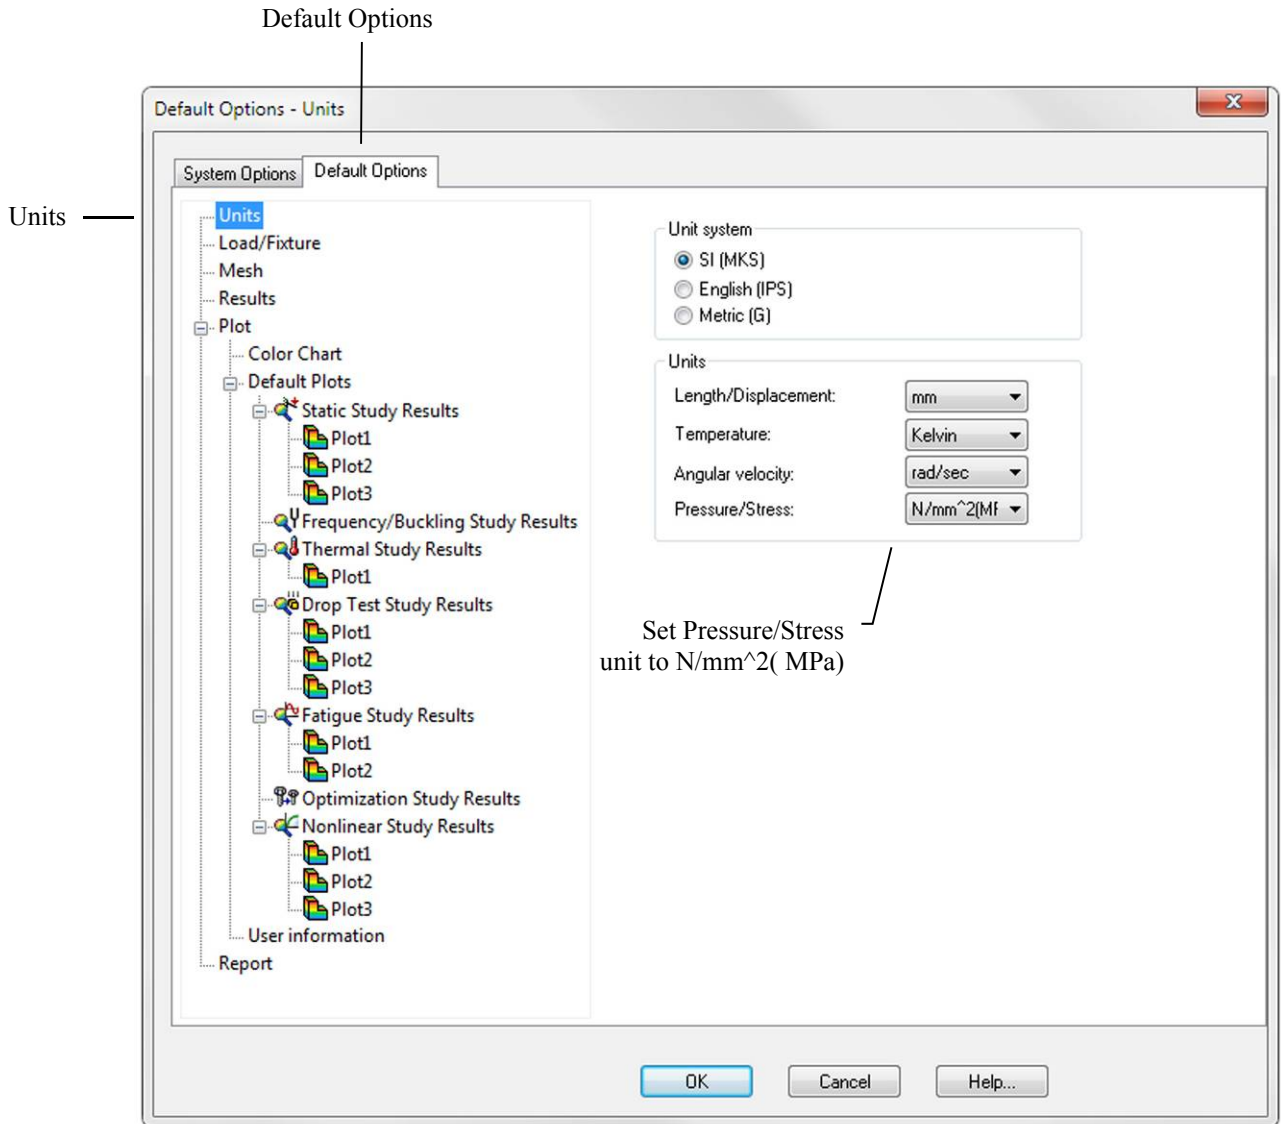 Default Options
Default Options - Units
System Options
Default Options
Units
Units
Load/Fixture
Mesh
Results
Plot
Color Chart
Default Plots
Static Study Results
Plot1
Plot2
Plot3
Frequency/Buckling Study Results
Thermal Study Results
Plot1
Drop Test Study Results
Plot1
Plot2
Plot3
Fatigue Study Results
Plot1
Plot2
Optimization Study Results
Nonlinear Study Results
Plot1
Plot2
Plot3
User information
Report
Unit system
SI (MKS)
English (IPS)
Metric (G)
Units
Length/Displacement: mm
Temperature: Kelvin
Angular velocity: rad/sec
Pressure/Stress: N/mm^2(MF
Set Pressure/Stress
unit to N/mm^2( MPa)
OK
Cancel
Help...